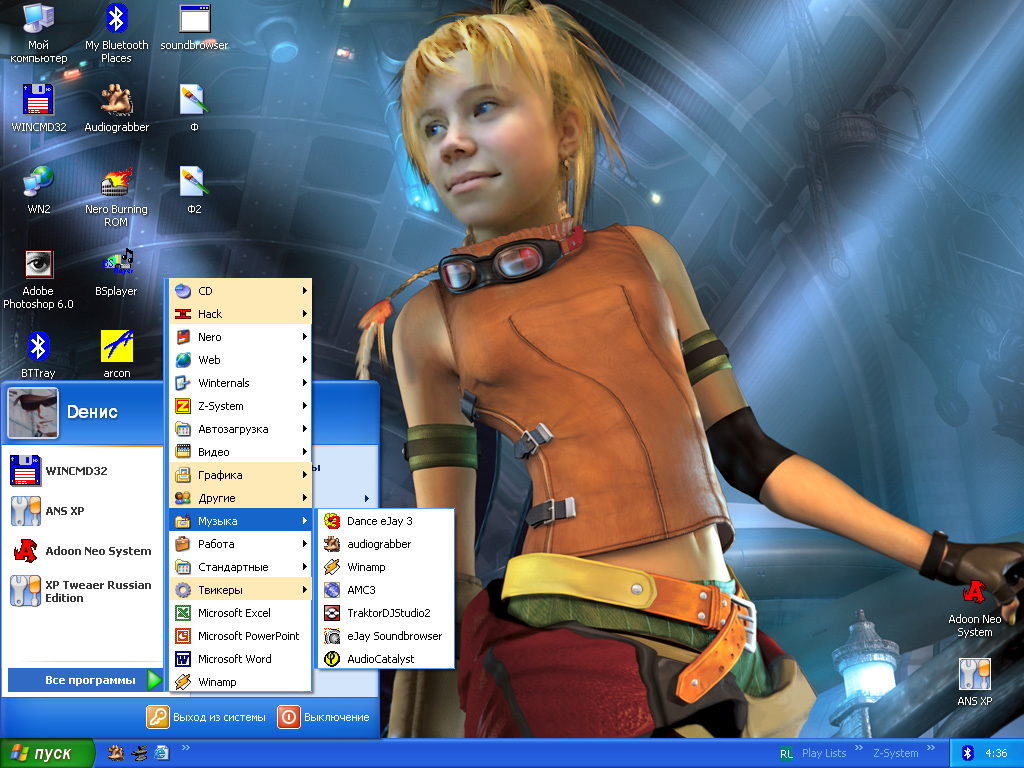 Мой
компьютер
My Bluetooth
Places
soundbrowser
WINCMD32
Audiograbber
Ф
WN2
Nero Burning
ROM
Ф2
Adobe
Photoshop 6.0
BSplayer
BTTray
arcon
Dенис
WINCMD32
ANS XP
Adoon Neo System
XP Tweaer Russian
Edition
Все программы
CD
Hack
Nero
Web
Winternals
Z-System
Автозагрузка
Видео
Графика
Другие
Музыка
Работа
Стандартные
Твикеры
Microsoft Excel
Microsoft PowerPoint
Microsoft Word
Winamp
Dance eJay 3
audiograbber
Winamp
AMC3
TraktorDJStudio2
eJay Soundbrowser
AudioCatalyst
Adoon Neo
System
ANS XP
Выход из системы
Выключение
пуск
RL
Play Lists
Z-System
4:36